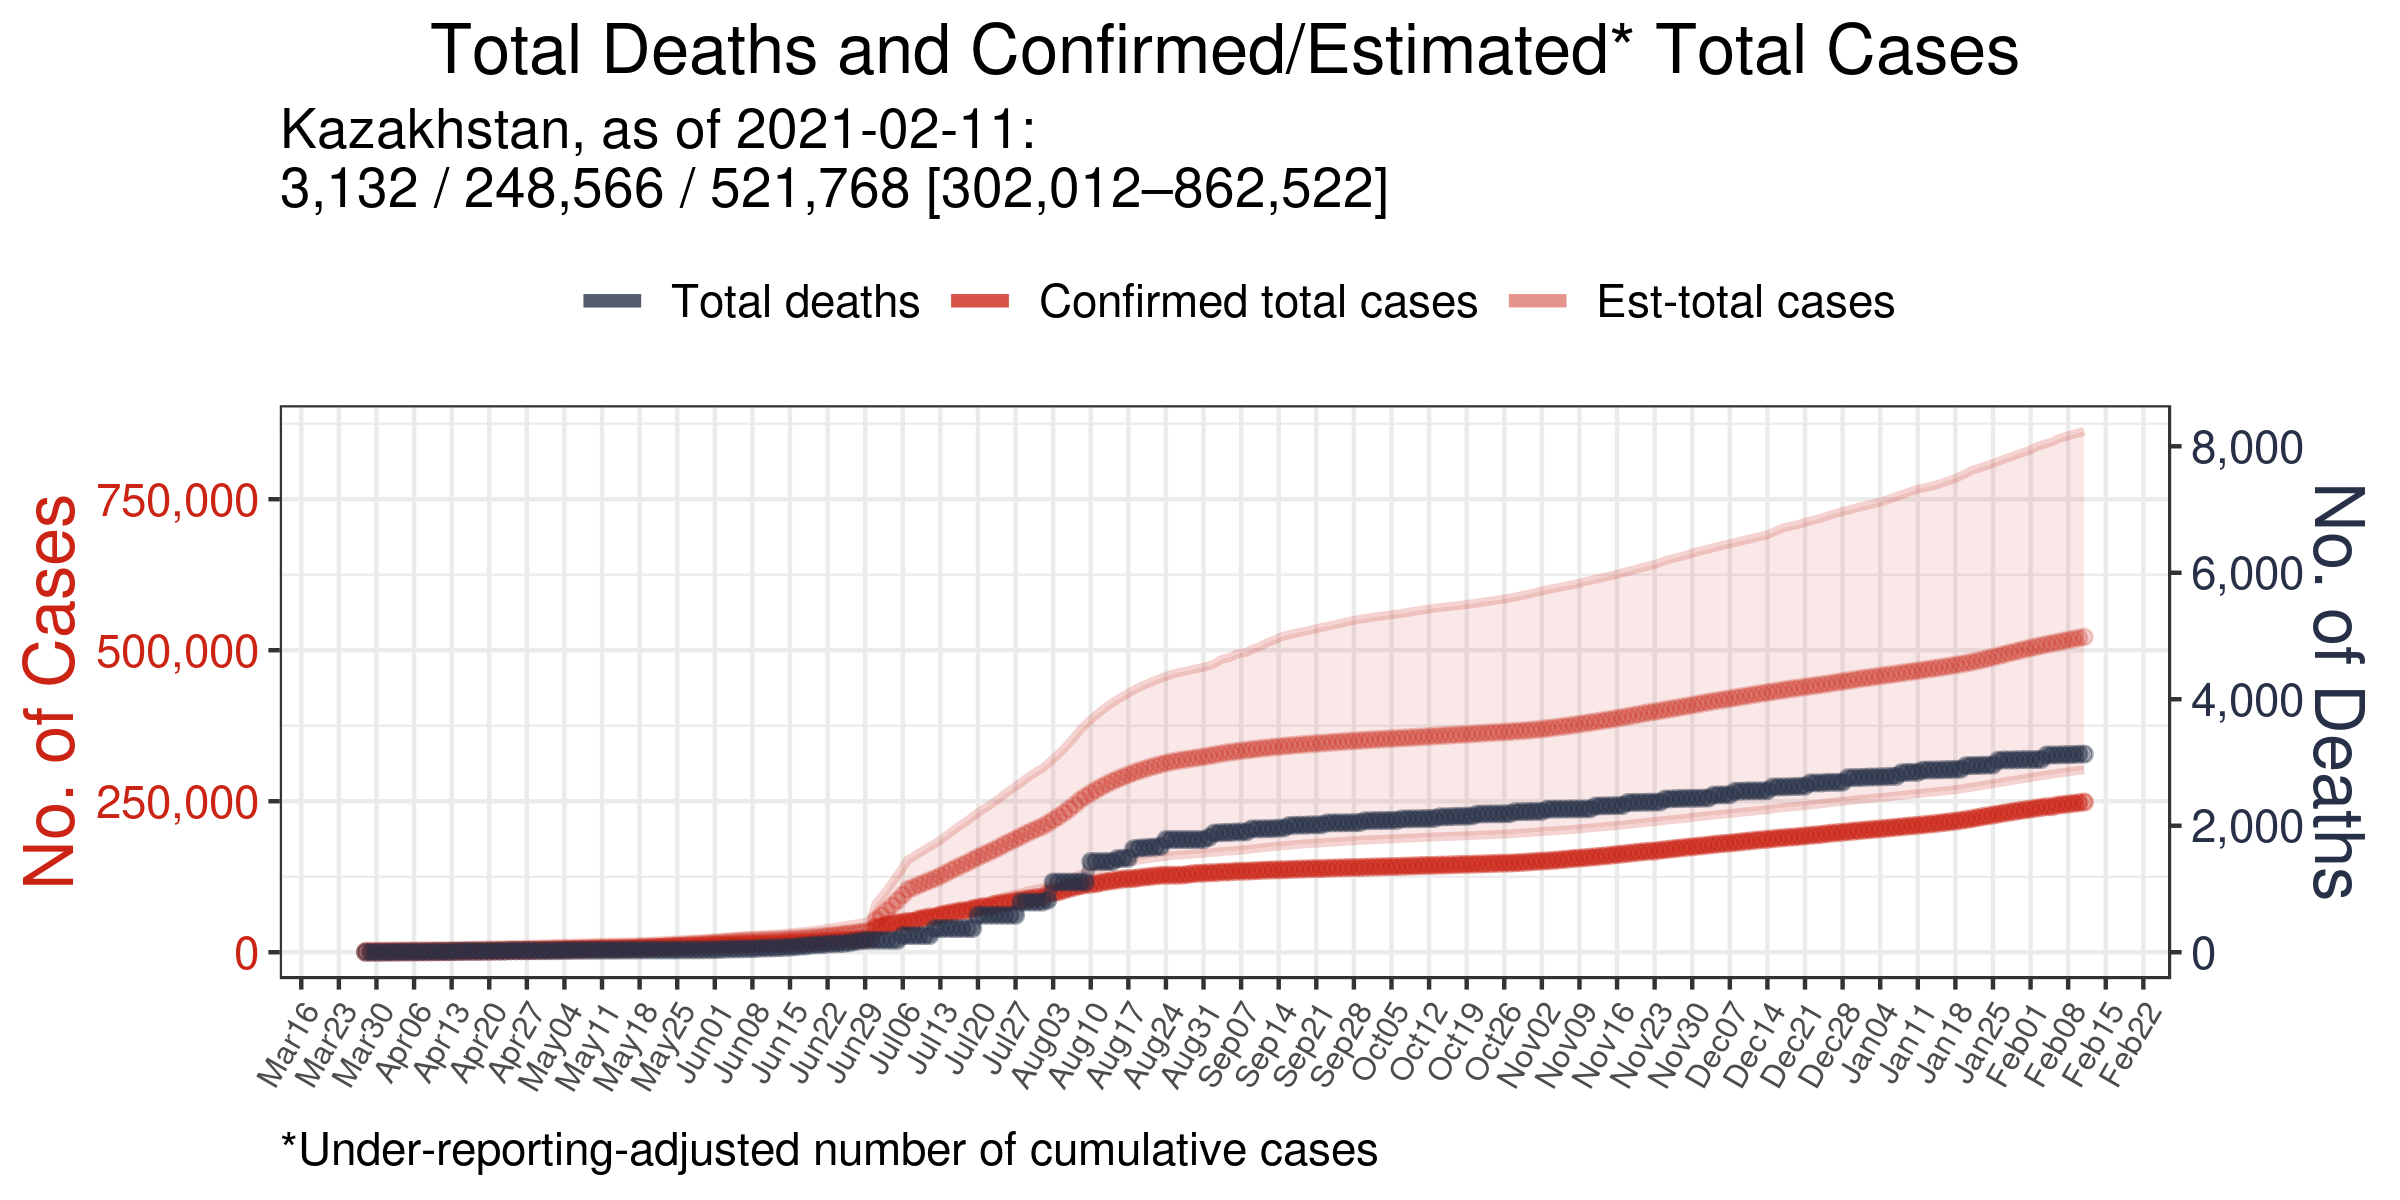 Total Deaths and Confirmed/Estimated* Total Cases
Kazakhstan, as of 2021-02-11:
3,132 / 248,566 / 521,768 [302,012–862,522]
Total deaths
Confirmed total cases
Est-total cases
No. of Cases
750,000
500,000
250,000
0
8,000
6,000
4,000
2,000
0
No. of Deaths
Mar16
Mar23
Mar30
Apr06
Apr13
Apr20
Apr27
May04
May11
May18
May25
Jun01
Jun08
Jun15
Jun22
Jun29
Jul06
Jul13
Jul20
Jul27
Aug03
Aug10
Aug17
Aug24
Aug31
Sep07
Sep14
Sep21
Sep28
Oct05
Oct12
Oct19
Oct26
Nov02
Nov09
Nov16
Nov23
Nov30
Dec07
Dec14
Dec21
Dec28
Jan04
Jan11
Jan18
Jan25
Feb01
Feb08
Feb15
Feb22
*Under-reporting-adjusted number of cumulative cases